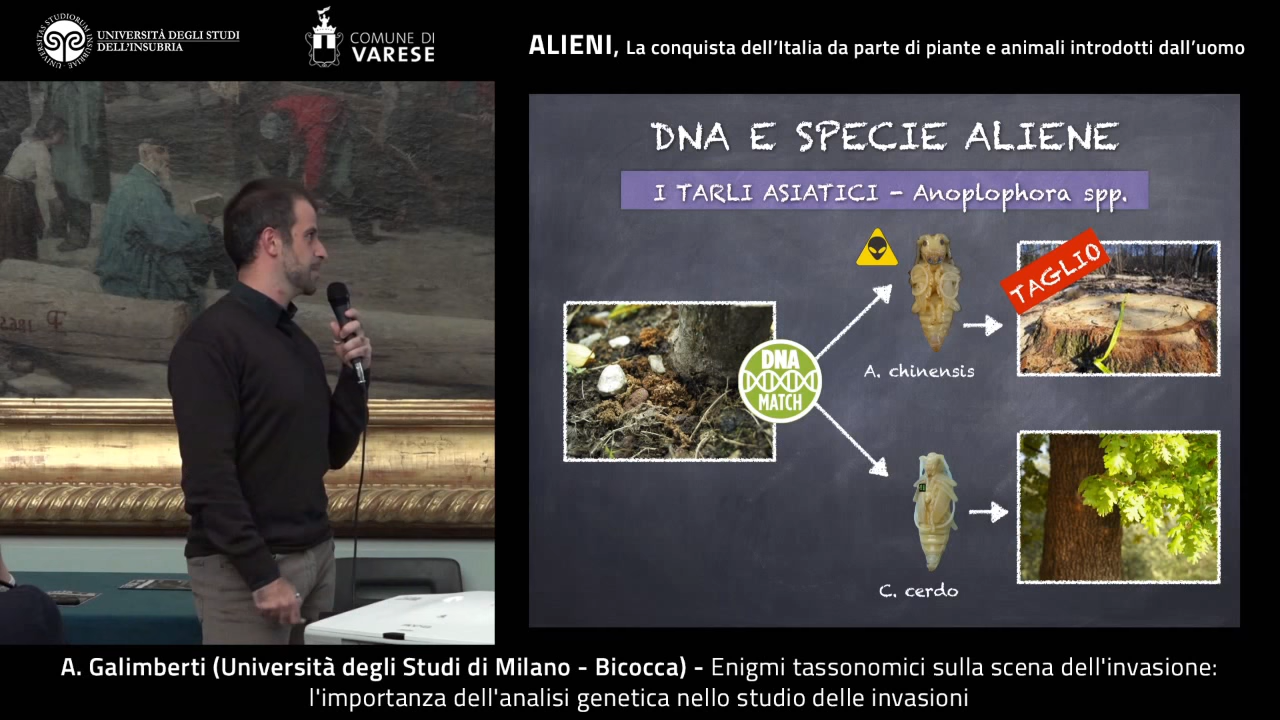 UNIVERSITÀ DEGLI STUDI
DELL'INSUBRIA
COMUNE DI
VARESE
ALIENI, La conquista dell'Italia da parte di piante e animali introdotti dall'uomo
DNA E SPECIE ALIENE
I TARLI ASIATICI - Anoplophora spp.
TAGLIO
DNA
MATCH
A. chinensis
C. cerdo
A. Galimberti (Università degli Studi di Milano - Bicocca) - Enigmi tassonomici sulla scena dell'invasione:
l'importanza dell'analisi genetica nello studio delle invasioni